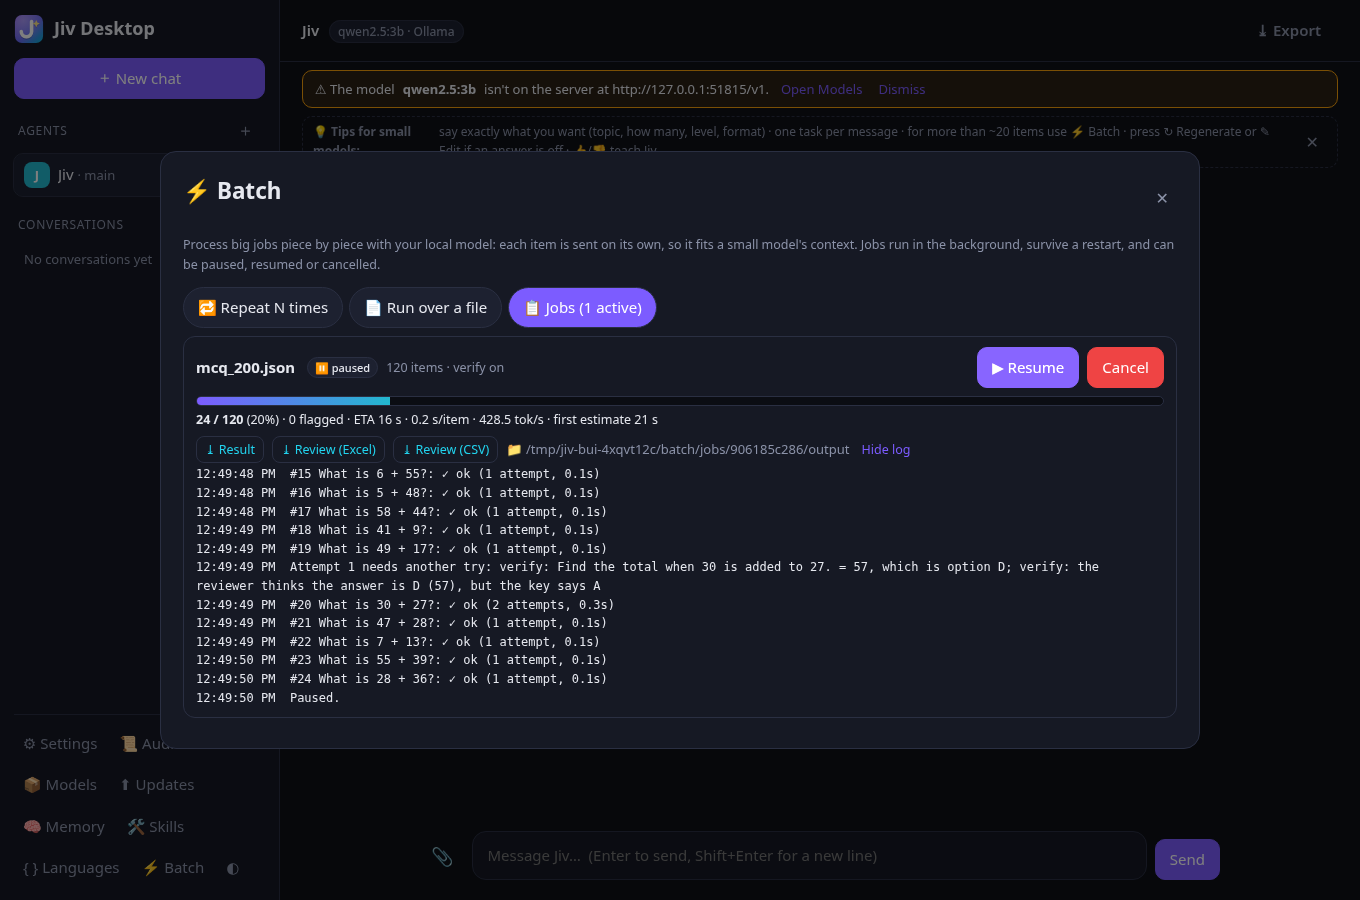 Jiv Desktop
+ New chat
AGENTS +
J Jiv · main
CONVERSATIONS
No conversations yet
⚙ Settings
📦 Models ⬆ Updates
🧠 Memory 🛠️ Skills
{ } Languages ⚡ Batch ◐
Jiv qwen2.5:3b · Ollama
⤓ Export
⚠ The model qwen2.5:3b isn't on the server at http://127.0.0.1:51815/v1. Open Models Dismiss
💡 Tips for small say exactly what you want (topic, how many, level, format) · one task per message · for more than ~20 items use ⚡ Batch · press ↻ Regenerate or ✎ ✕
⚡ Batch ✕
Process big jobs piece by piece with your local model: each item is sent on its own, so it fits a small model's context. Jobs run in the background, survive a restart, and can
be paused, resumed or cancelled.
🔁 Repeat N times 📄 Run over a file 📋 Jobs (1 active)
mcq_200.json ⏸ paused 120 items · verify on ▶ Resume Cancel
24 / 120 (20%) · 0 flagged · ETA 16 s · 0.2 s/item · 428.5 tok/s · first estimate 21 s
⤓ Result ⤓ Review (Excel) ⤓ Review (CSV) 📁 /tmp/jiv-bui-4xqvt12c/batch/jobs/906185c286/output Hide log
12:49:48 PM #15 What is 6 + 55?: ✓ ok (1 attempt, 0.1s)
12:49:48 PM #16 What is 5 + 48?: ✓ ok (1 attempt, 0.1s)
12:49:48 PM #17 What is 58 + 44?: ✓ ok (1 attempt, 0.1s)
12:49:49 PM #18 What is 41 + 9?: ✓ ok (1 attempt, 0.1s)
12:49:49 PM #19 What is 49 + 17?: ✓ ok (1 attempt, 0.1s)
12:49:49 PM Attempt 1 needs another try: verify: Find the total when 30 is added to 27. = 57, which is option D; verify: the
reviewer thinks the answer is D (57), but the key says A
12:49:49 PM #20 What is 30 + 27?: ✓ ok (2 attempts, 0.3s)
12:49:49 PM #21 What is 47 + 28?: ✓ ok (1 attempt, 0.1s)
12:49:49 PM #22 What is 7 + 13?: ✓ ok (1 attempt, 0.1s)
12:49:50 PM #23 What is 55 + 39?: ✓ ok (1 attempt, 0.1s)
12:49:50 PM #24 What is 28 + 36?: ✓ ok (1 attempt, 0.1s)
12:49:50 PM Paused.
Message Jiv... (Enter to send, Shift+Enter for a new line)
Send